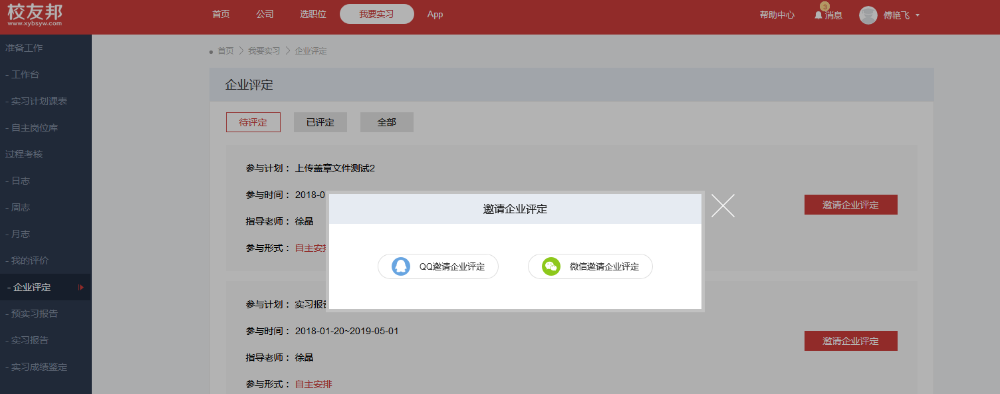 校友邦
www.xybsyw.com
首页 公司 选职位 我要实习 App 帮助中心 3 消息 傅艳飞
准备工作
- 工作台
- 实习计划课表
- 自主岗位库
过程考核
- 日志
- 周志
- 月志
- 我的评价
- 企业评定
- 预实习报告
- 实习报告
- 实习成绩鉴定
首页 > 我要实习 > 企业评定
企业评定
待评定 已评定 全部
参与计划： 上传盖章文件测试2
参与时间： 2018-0
指导老师： 徐晶
参与形式： 自主安
邀请企业评定
邀请企业评定
QQ邀请企业评定 微信邀请企业评定
参与计划： 实习报
参与时间： 2018-01-20~2019-05-01
指导老师： 徐晶
参与形式： 自主安排
邀请企业评定